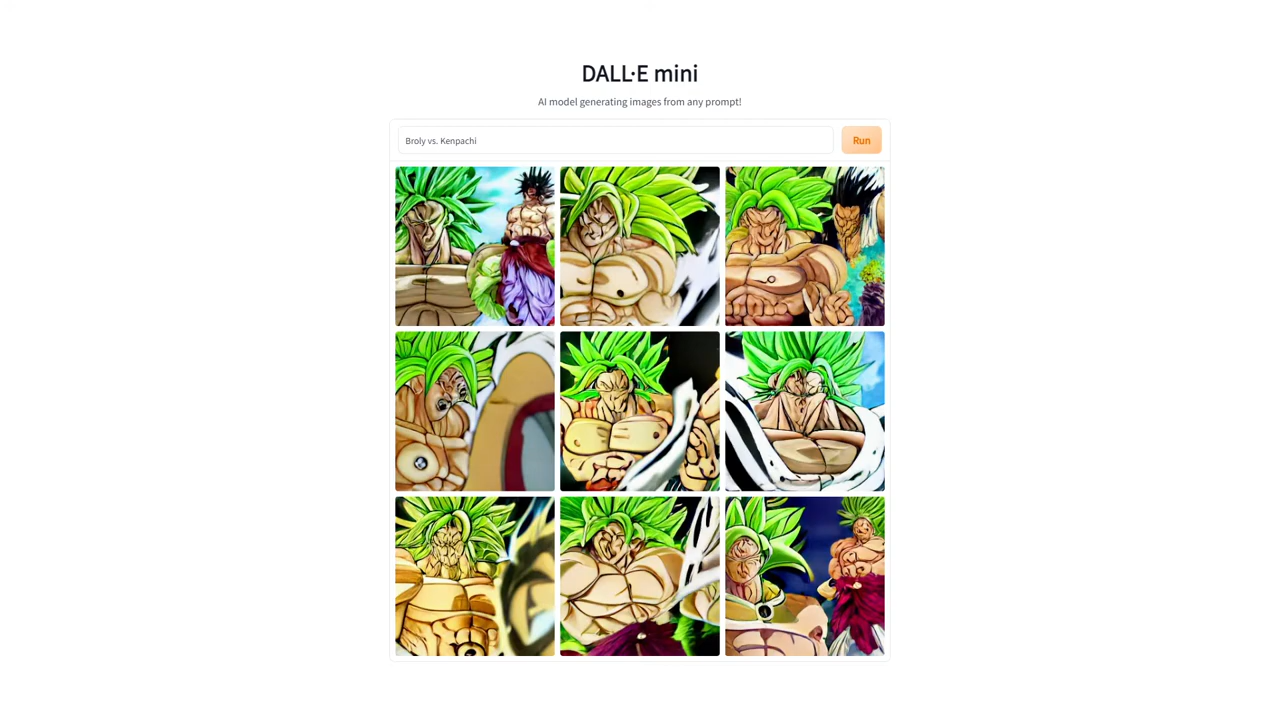 DALL·E mini
AI model generating images from any prompt!
Broly vs. Kenpachi
Run